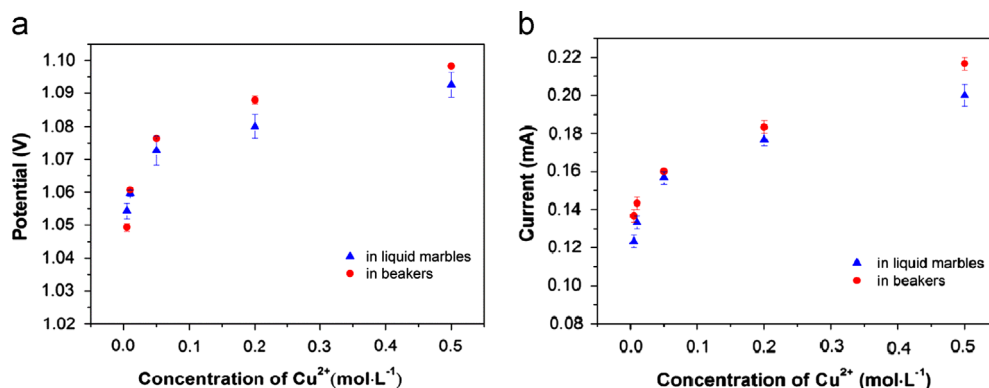 a
1.10
1.09
1.08
1.07
1.06
1.05
1.04
1.03
1.02
Potential (V)
in liquid marbles
in beakers
0.0 0.1 0.2 0.3 0.4 0.5
Concentration of Cu²⁺(mol·L⁻¹)
b
0.22
0.20
0.18
0.16
0.14
0.12
0.10
0.08
Current (mA)
in liquid marbles
in beakers
0.0 0.1 0.2 0.3 0.4 0.5
Concentration of Cu²⁺ (mol·L⁻¹)